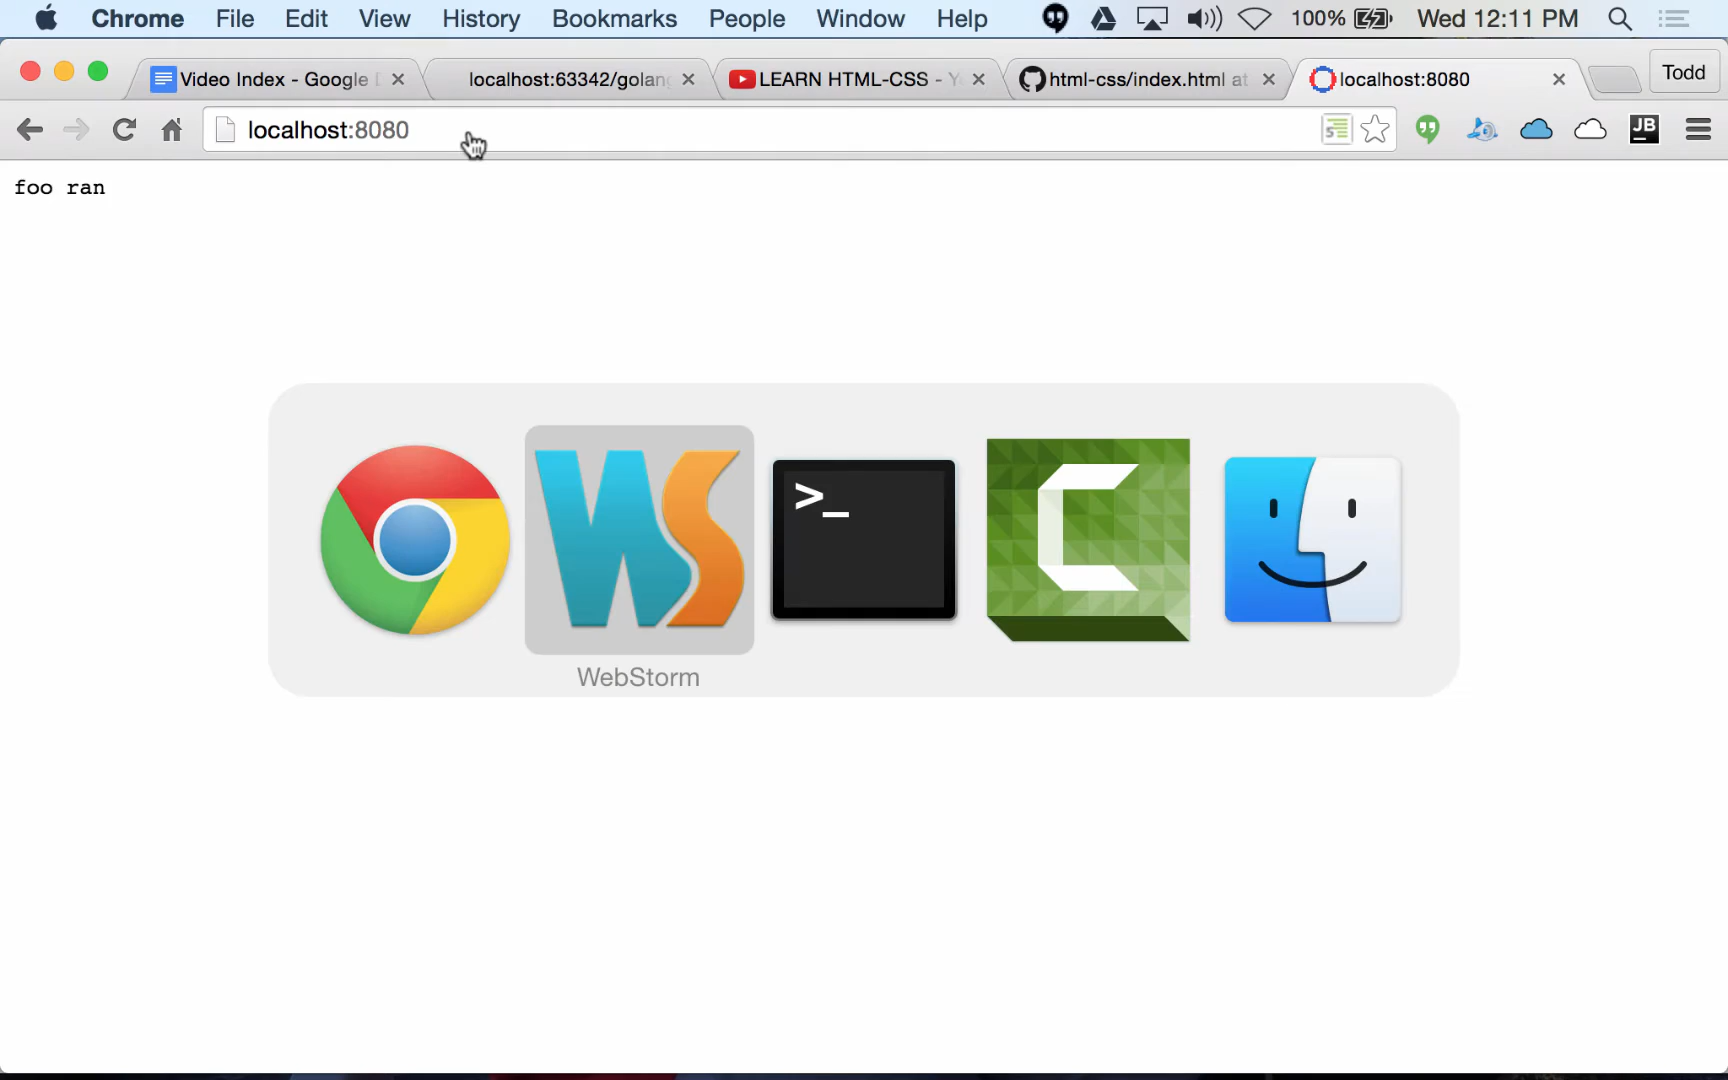 Chrome File Edit View History Bookmarks People Window Help 100% Wed 12:11 PM
Video Index - Google localhost:63342/golang LEARN HTML-CSS - html-css/index.html at localhost:8080 Todd
localhost:8080 JB
foo ran
>_
WebStorm